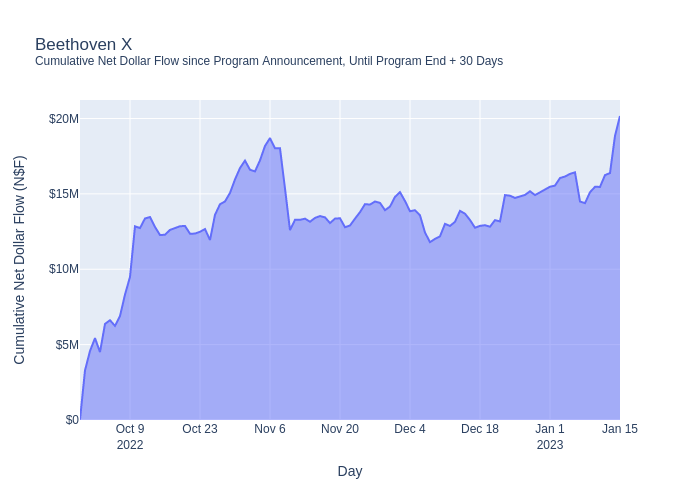 Beethoven X
Cumulative Net Dollar Flow since Program Announcement, Until Program End + 30 Days
Cumulative Net Dollar Flow (N$F)
$20M
$15M
$10M
$5M
$0
Oct 9
2022
Oct 23
Nov 6
Nov 20
Dec 4
Dec 18
Jan 1
2023
Jan 15
Day